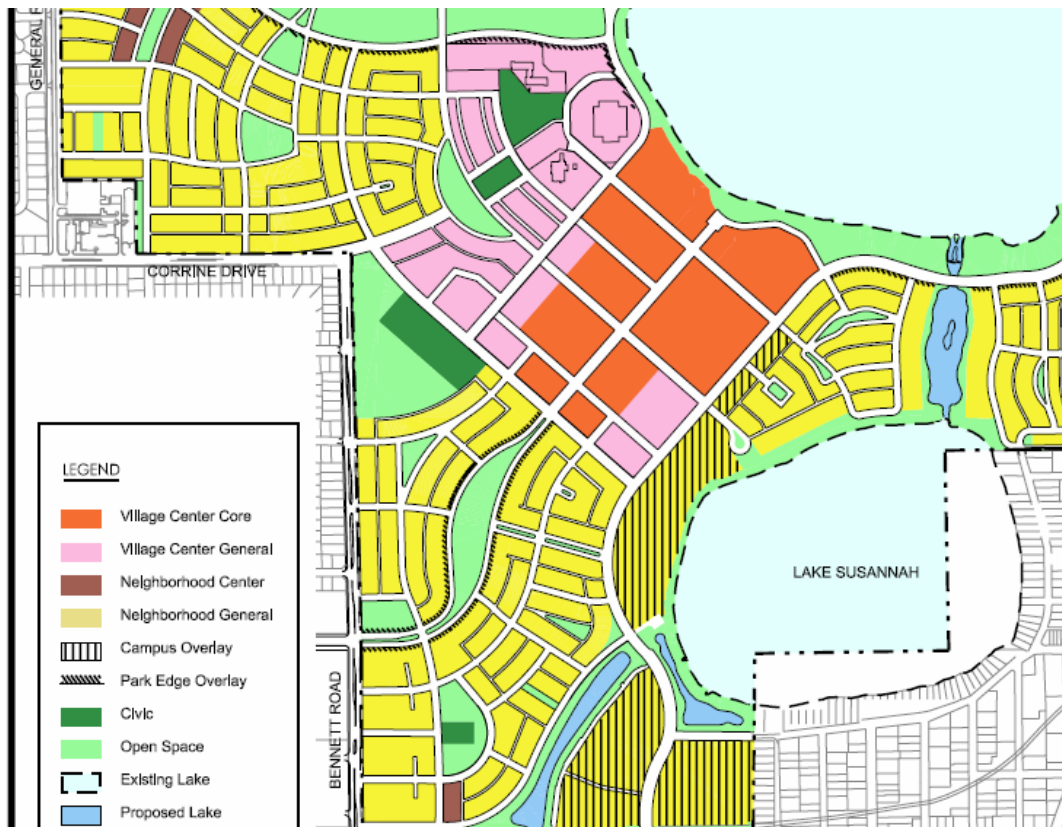 GENERAL
CORRINE DRIVE
LEGEND
Village Center Core
Village Center General
Neighborhood Center
Neighborhood General
Campus Overlay
Park Edge Overlay
Civic
Open Space
Existing Lake
Proposed Lake
LAKE SUSANNAH
BENNETT ROAD